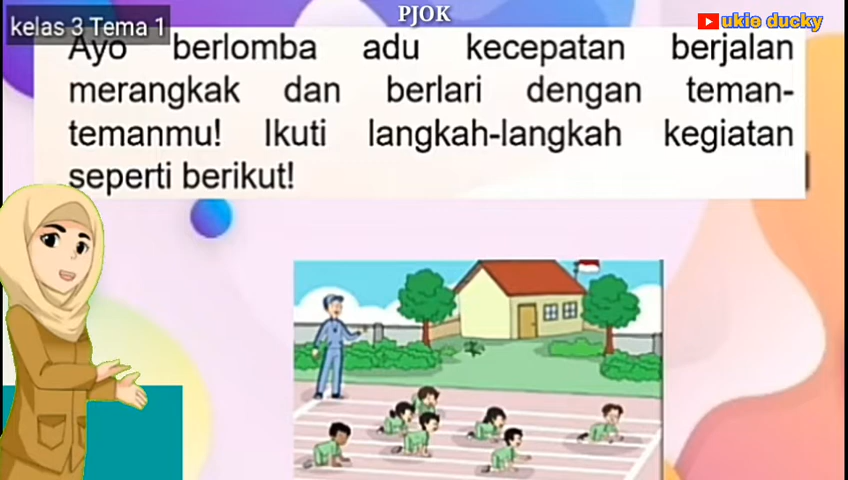 PJOK
ukie ducky
kelas 3 Tema 1
Ayo berlomba adu kecepatan berjalan
merangkak dan berlari dengan teman-
temanmu! Ikuti langkah-langkah kegiatan
seperti berikut!